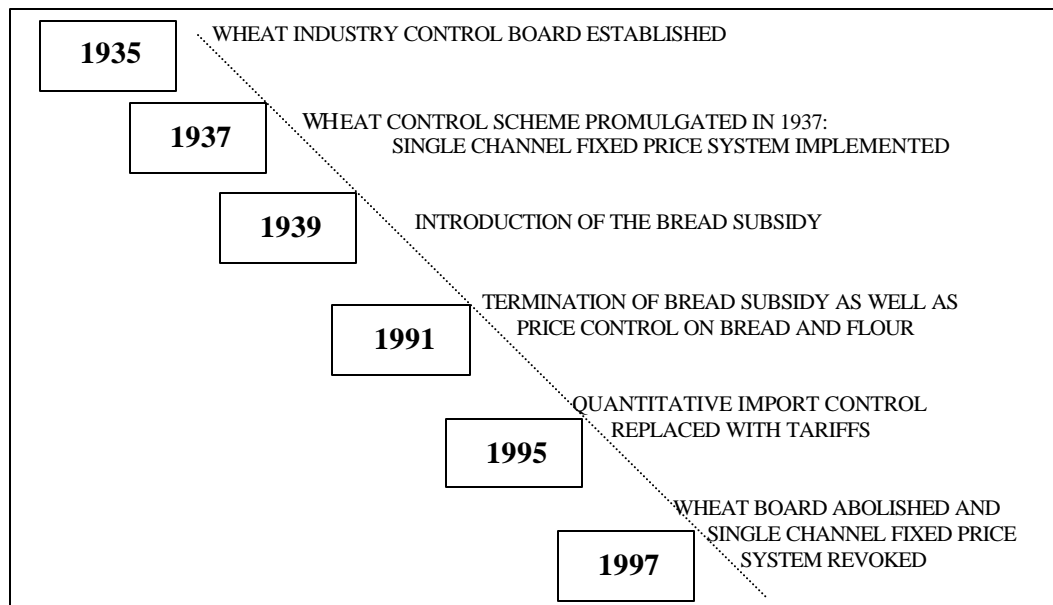 1935
WHEAT INDUSTRY CONTROL BOARD ESTABLISHED
1937
WHEAT CONTROL SCHEME PROMULGATED IN 1937:
SINGLE CHANNEL FIXED PRICE SYSTEM IMPLEMENTED
1939
INTRODUCTION OF THE BREAD SUBSIDY
1991
TERMINATION OF BREAD SUBSIDY AS WELL AS
PRICE CONTROL ON BREAD AND FLOUR
1995
QUANTITATIVE IMPORT CONTROL
REPLACED WITH TARIFFS
1997
WHEAT BOARD ABOLISHED AND
SINGLE CHANNEL FIXED PRICE
SYSTEM REVOKED